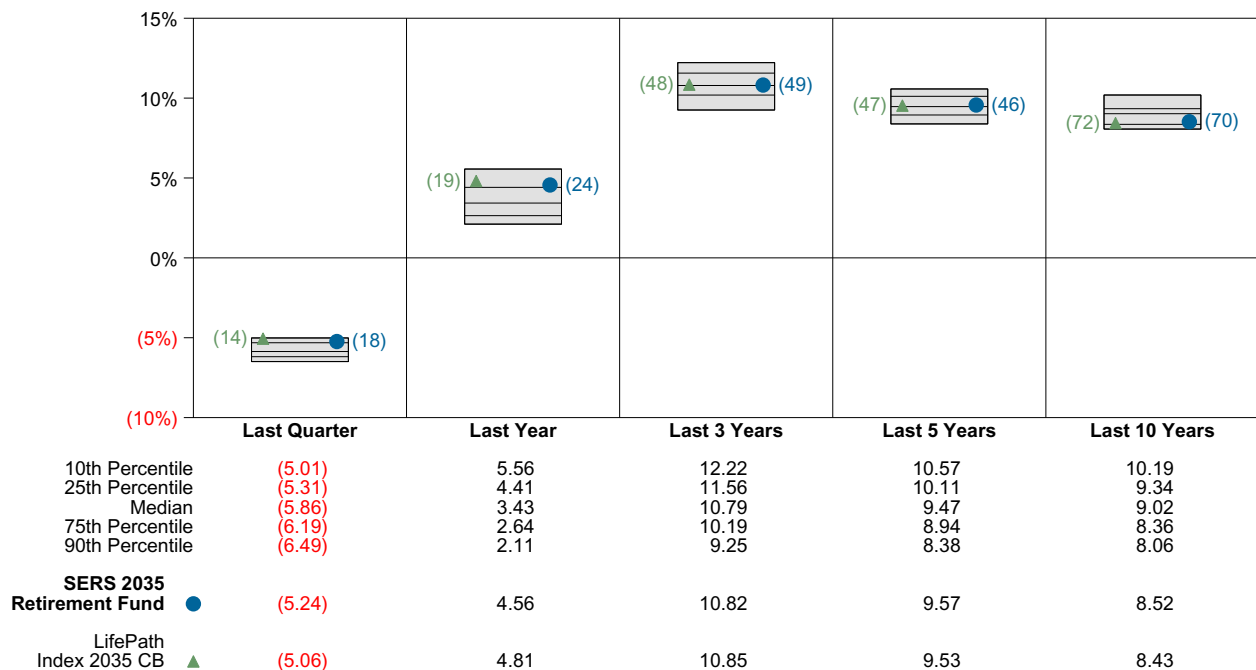 15%
10%
5%
0%
(5%)
(10%)
(14) (18)
(19) (24)
(48) (49)
(47) (46)
(72) (70)
Last Quarter Last Year Last 3 Years Last 5 Years Last 10 Years
10th Percentile (5.01) 5.56 12.22 10.57 10.19
25th Percentile (5.31) 4.41 11.56 10.11 9.34
Median (5.86) 3.43 10.79 9.47 9.02
75th Percentile (6.19) 2.64 10.19 8.94 8.36
90th Percentile (6.49) 2.11 9.25 8.38 8.06
SERS 2035
Retirement Fund (5.24) 4.56 10.82 9.57 8.52
LifePath
Index 2035 CB (5.06) 4.81 10.85 9.53 8.43